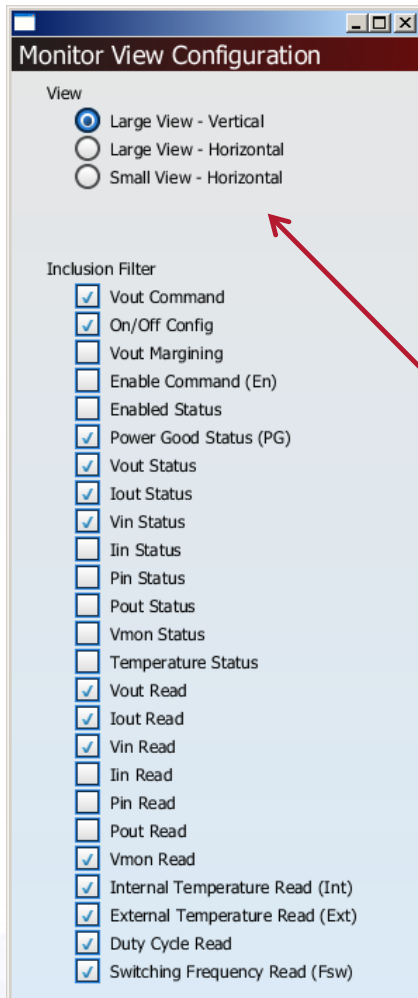 Monitor View Configuration
View
Large View - Vertical
Large View - Horizontal
Small View - Horizontal
Inclusion Filter
Vout Command
On/Off Config
Vout Margining
Enable Command (En)
Enabled Status
Power Good Status (PG)
Vout Status
Iout Status
Vin Status
Iin Status
Pin Status
Pout Status
Vmon Status
Temperature Status
Vout Read
Iout Read
Vin Read
Iin Read
Pin Read
Pout Read
Vmon Read
Internal Temperature Read (Int)
External Temperature Read (Ext)
Duty Cycle Read
Switching Frequency Read (Fsw)